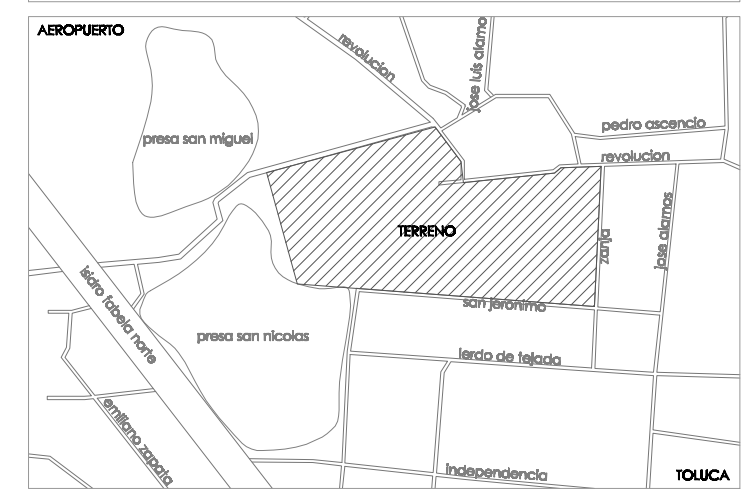 AEROPUERTO
revolucion
jose luis alamo
presa san miguel
pedro ascencio
revolucion
TERRENO
zanja
jose alamos
isidro fabela norte
san jeronimo
presa san nicolas
lerdo de tejada
emiliano zapata
independencia
TOLUCA